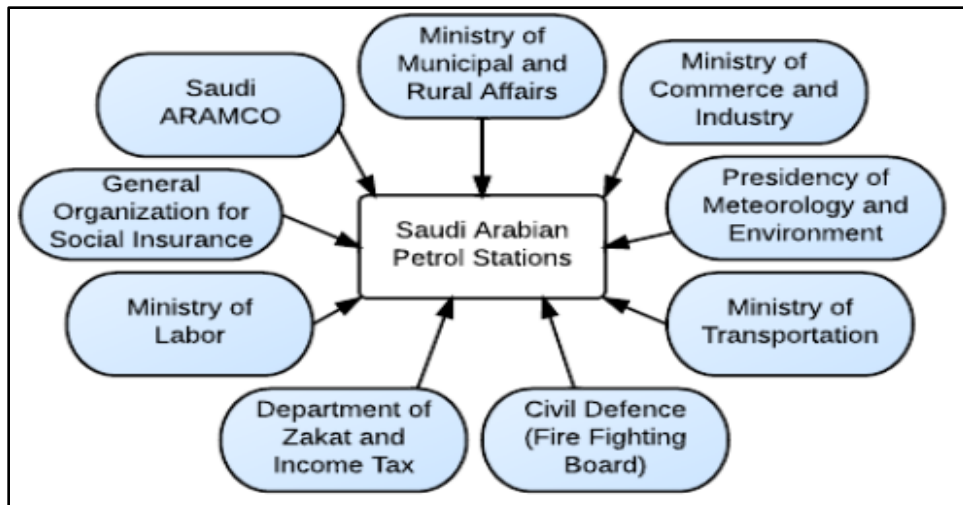 Ministry of
Municipal and
Rural Affairs
Saudi
ARAMCO
Ministry of
Commerce and
Industry
General
Organization for
Social Insurance
Saudi Arabian
Petrol Stations
Presidency of
Meteorology and
Environment
Ministry of
Labor
Ministry of
Transportation
Department of
Zakat and
Income Tax
Civil Defence
(Fire Fighting
Board)